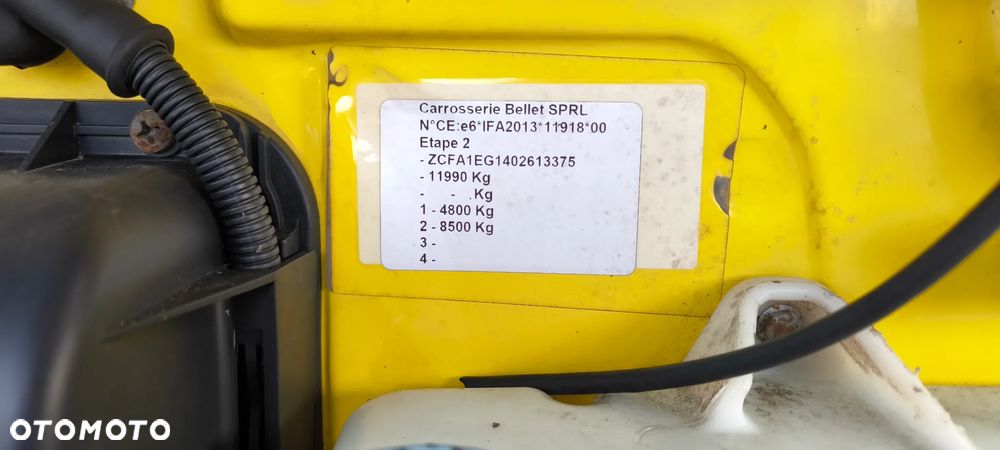 Carrosserie Bellet SPRL
N°CE:e6*IFA2013*11918*00
Etape 2
- ZCFA1EG1402613375
- 11990 Kg
- - .Kg
1 - 4800 Kg
2 - 8500 Kg
3 -
4 -
OTOMOTO